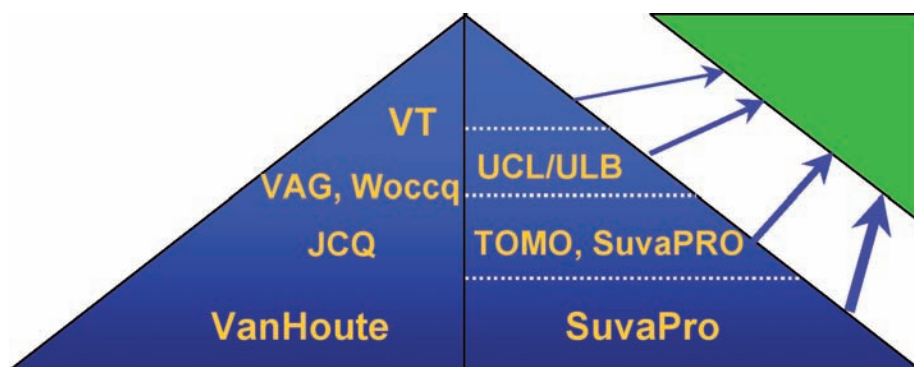 VT
UCL/ULB
VAG, Woccq
JCQ
TOMO, SuvaPRO
VanHoute
SuvaPro